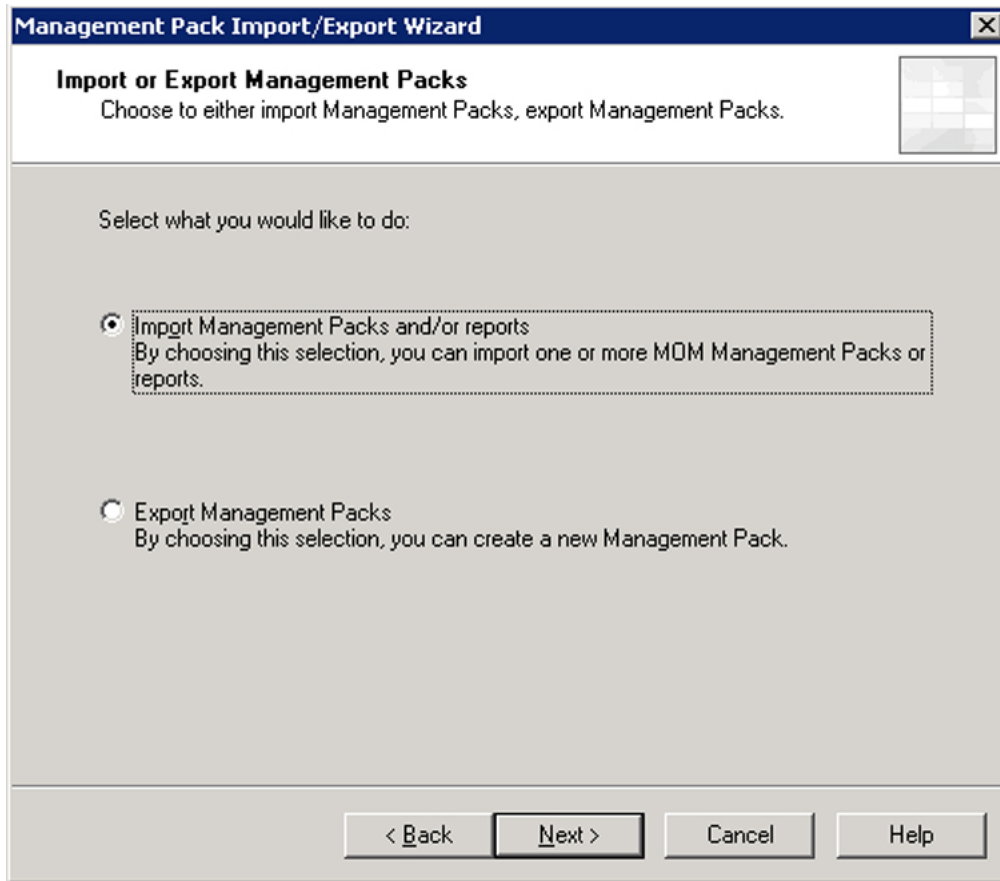 Management Pack Import/Export Wizard
Import or Export Management Packs
Choose to either import Management Packs, export Management Packs.
Select what you would like to do:
Import Management Packs and/or reports
By choosing this selection, you can import one or more MOM Management Packs or
reports.
Export Management Packs
By choosing this selection, you can create a new Management Pack.
< Back Next > Cancel Help